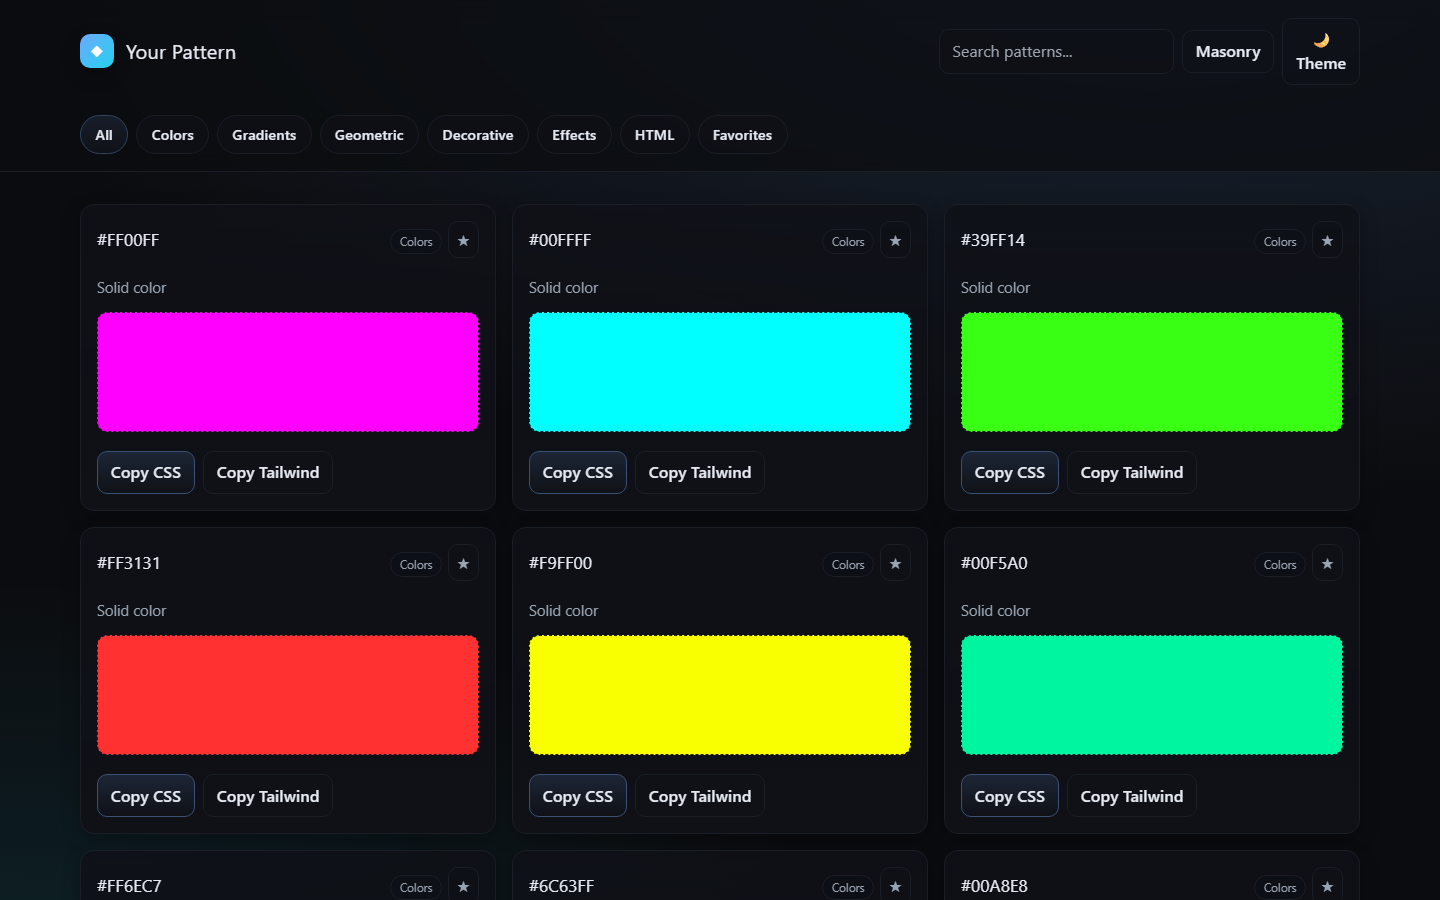 Your Pattern
Search patterns...
Masonry
Theme
All
Colors
Gradients
Geometric
Decorative
Effects
HTML
Favorites
#FF00FF
Colors
Solid color
Copy CSS
Copy Tailwind
#00FFFF
Colors
Solid color
Copy CSS
Copy Tailwind
#39FF14
Colors
Solid color
Copy CSS
Copy Tailwind
#FF3131
Colors
Solid color
Copy CSS
Copy Tailwind
#F9FF00
Colors
Solid color
Copy CSS
Copy Tailwind
#00F5A0
Colors
Solid color
Copy CSS
Copy Tailwind
#FF6EC7
Colors
#6C63FF
Colors
#00A8E8
Colors